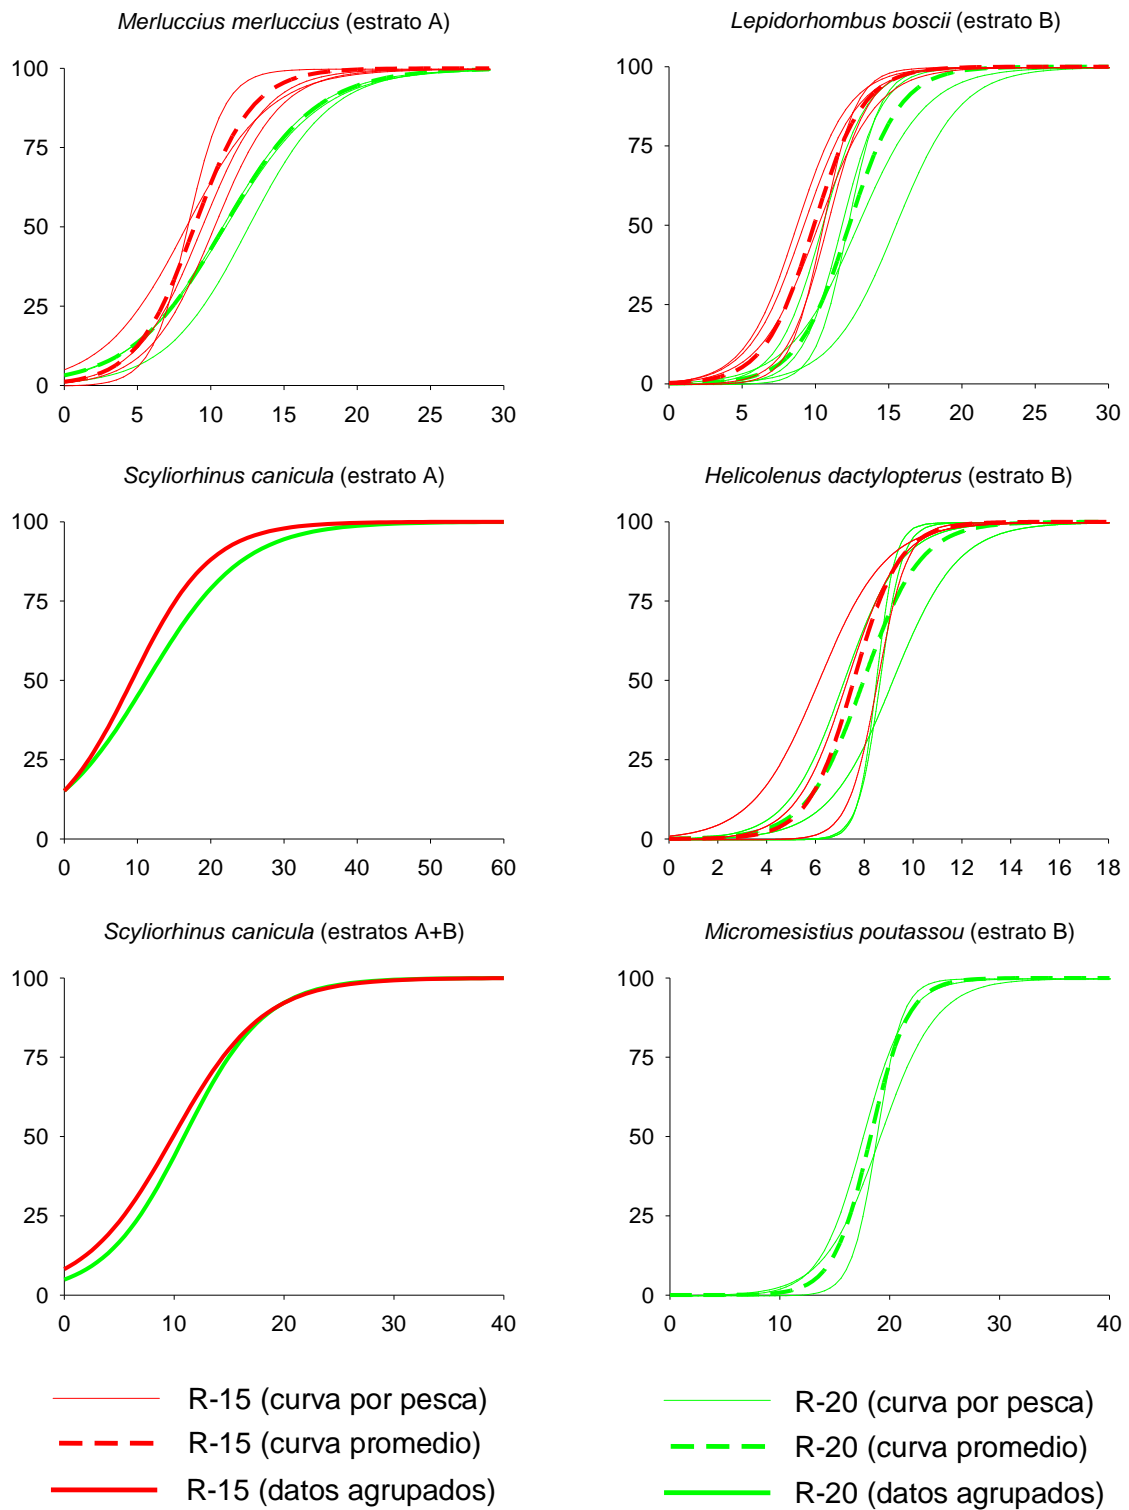 Merluccius merluccius (estrato A)
100
75
50
25
0
0 5 10 15 20 25 30
Lepidorhombus boscii (estrato B)
100
75
50
25
0
0 5 10 15 20 25 30
Scyliorhinus canicula (estrato A)
100
75
50
25
0
0 10 20 30 40 50 60
Helicolenus dactylopterus (estrato B)
100
75
50
25
0
0 2 4 6 8 10 12 14 16 18
Scyliorhinus canicula (estratos A+B)
100
75
50
25
0
0 10 20 30 40
Micromesistius poutassou (estrato B)
100
75
50
25
0
0 10 20 30 40
R-15 (curva por pesca)
R-15 (curva promedio)
R-15 (datos agrupados)
R-20 (curva por pesca)
R-20 (curva promedio)
R-20 (datos agrupados)